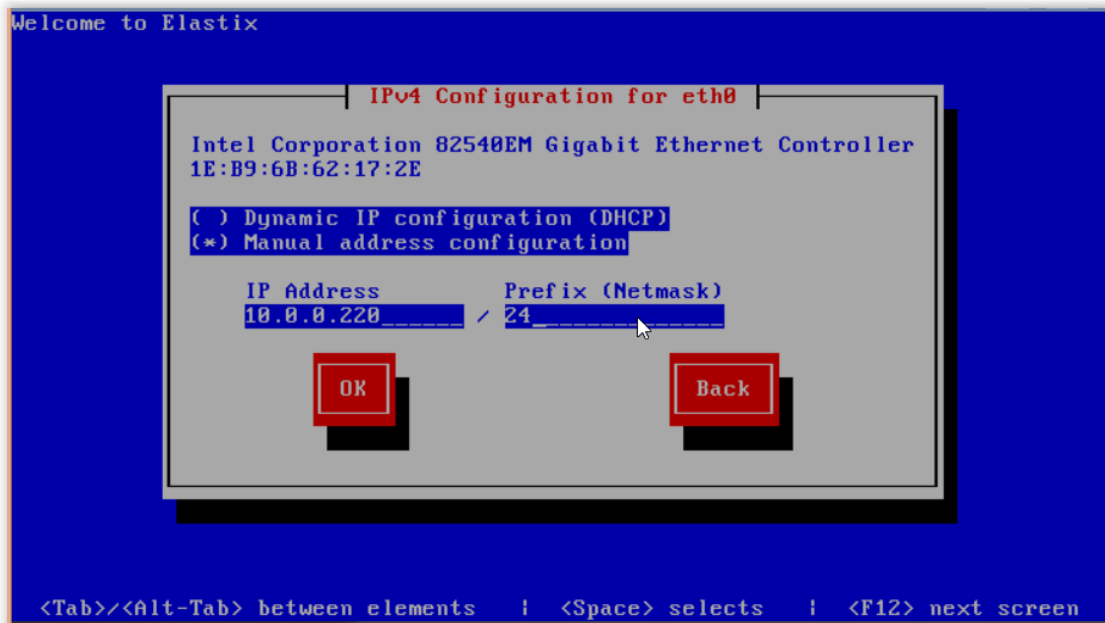 Welcome to Elastix
IPv4 Configuration for eth0
Intel Corporation 82540EM Gigabit Ethernet Controller
1E:B9:6B:62:17:2E
( ) Dynamic IP configuration (DHCP)
(*) Manual address configuration
IP Address Prefix (Netmask)
10.0.0.220______ / 24______________
OK Back
<Tab>/<Alt-Tab> between elements | <Space> selects | <F12> next screen